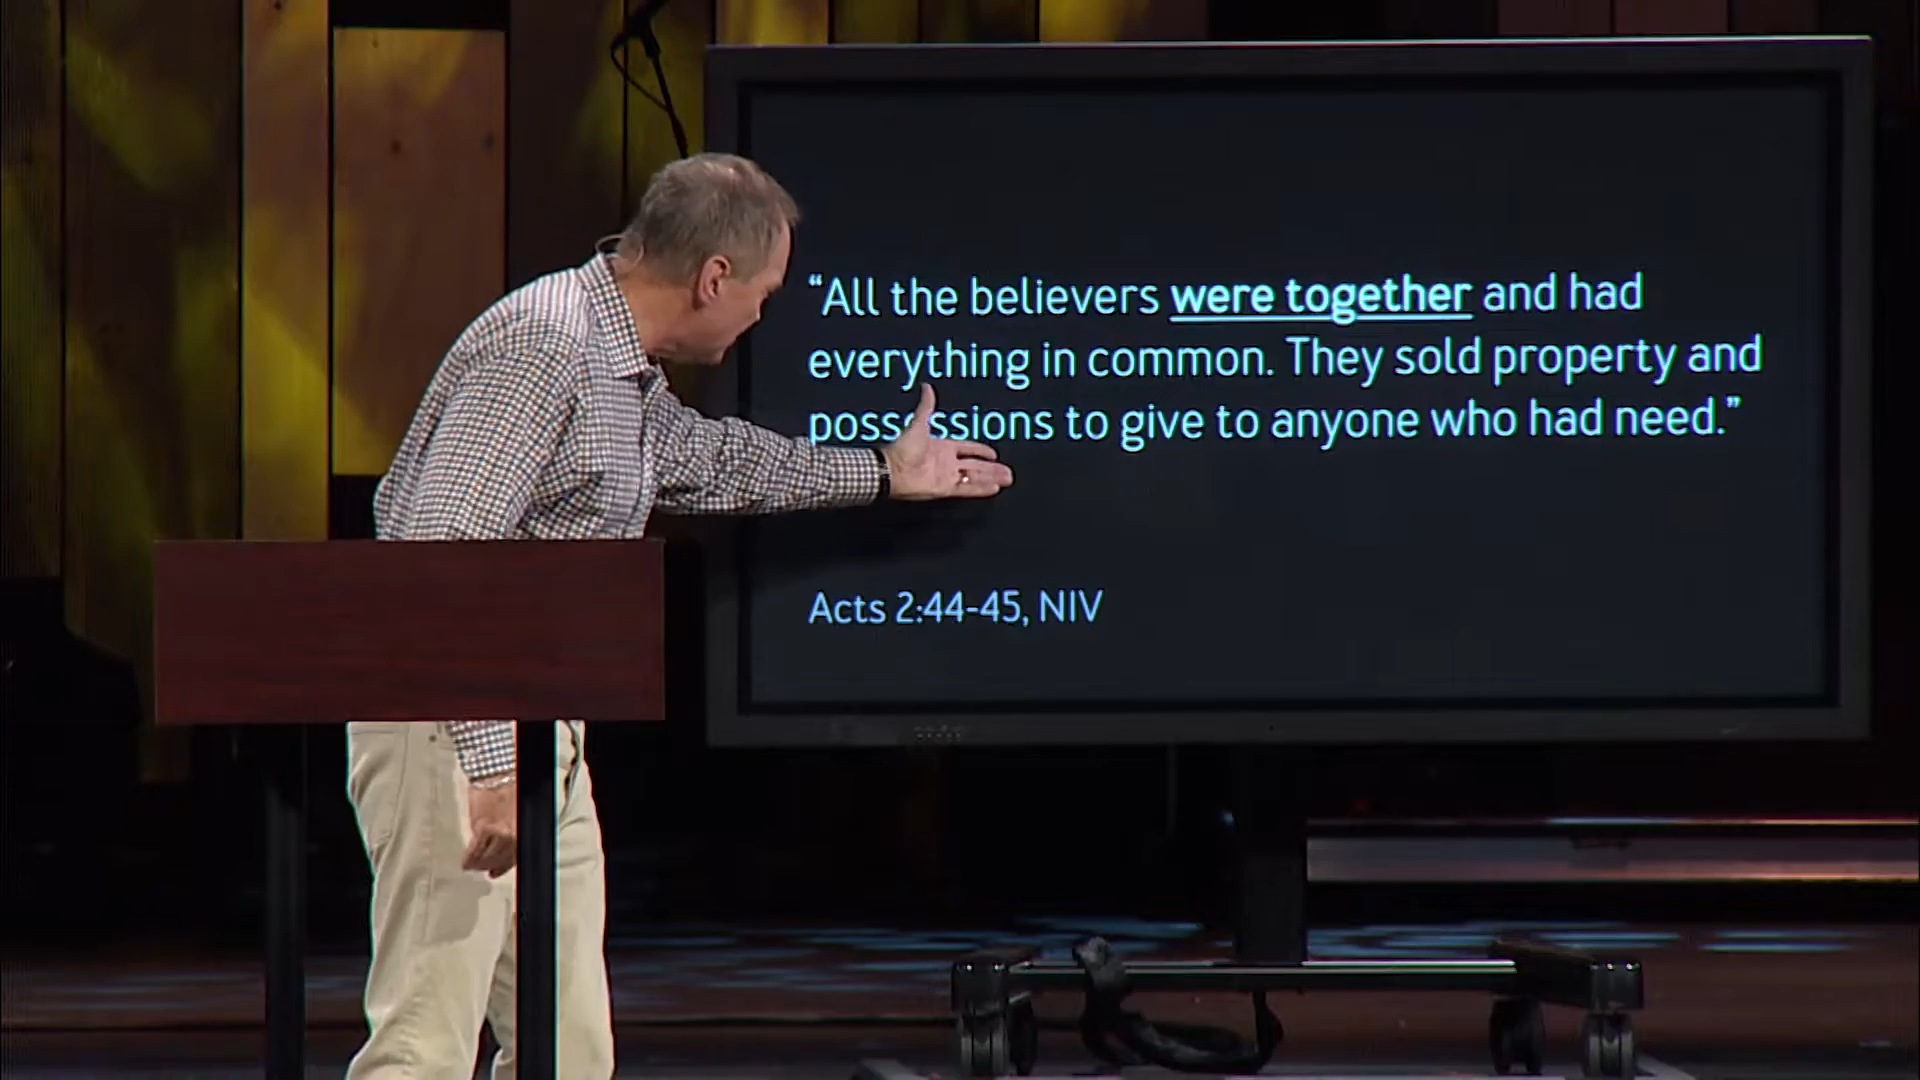 “All the believers were together and had
everything in common. They sold property and
possessions to give to anyone who had need.”
Acts 2:44-45, NIV